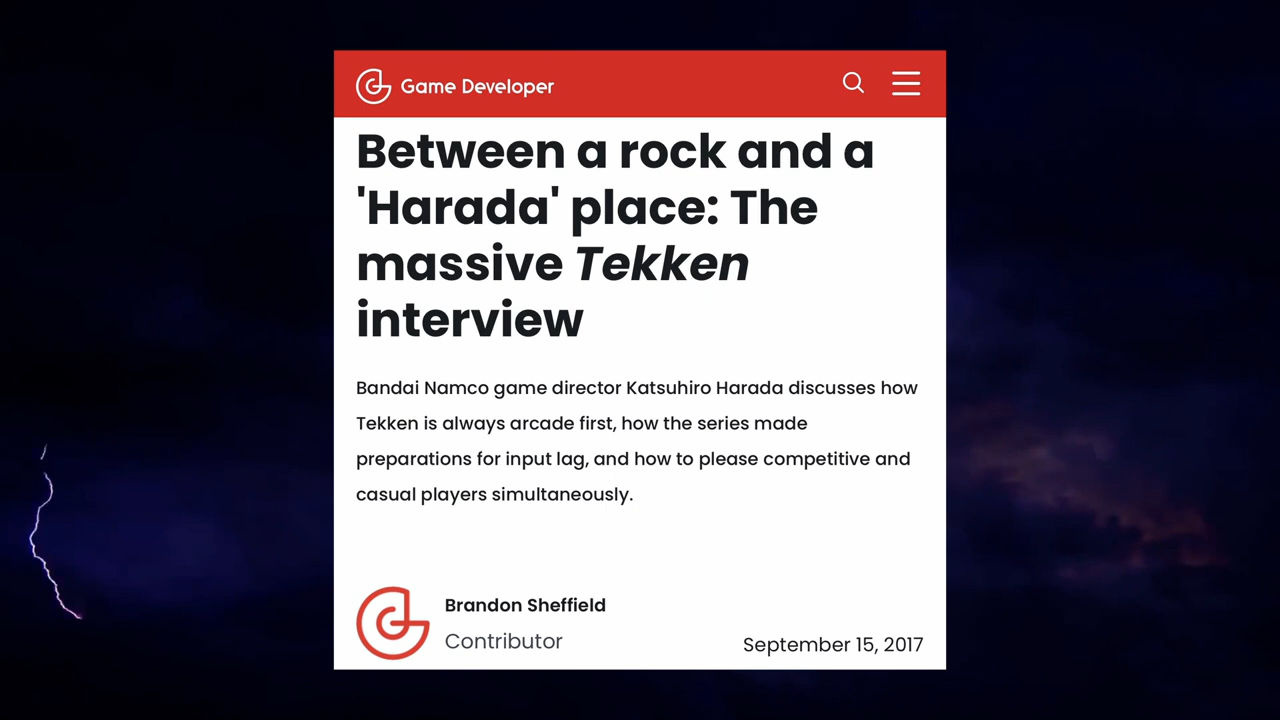 Game Developer
Between a rock and a
'Harada' place: The
massive Tekken
interview
Bandai Namco game director Katsuhiro Harada discusses how
Tekken is always arcade first, how the series made
preparations for input lag, and how to please competitive and
casual players simultaneously.
Brandon Sheffield
Contributor
September 15, 2017